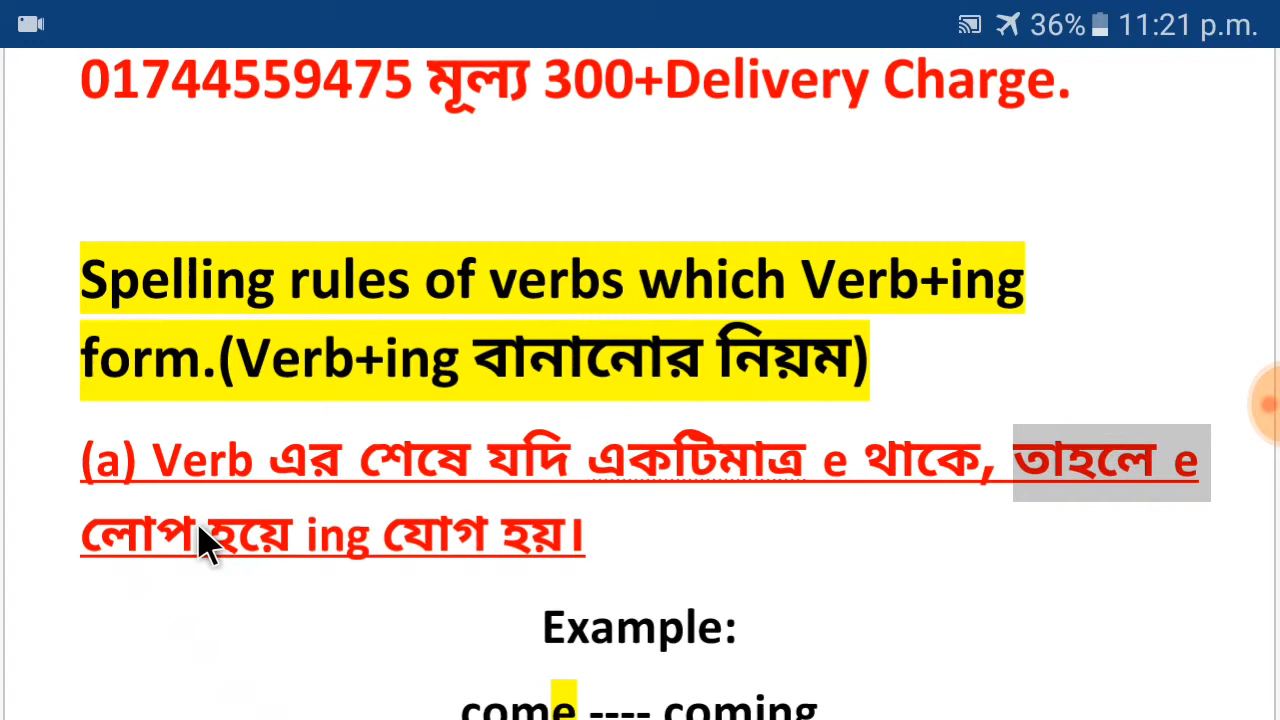 36% 11:21 p.m.
01744559475 মূল্য 300+Delivery Charge.
Spelling rules of verbs which Verb+ing
form.(Verb+ing বানানোর নিয়ম)
(a) Verb এর শেষে যদি একটিমাত্র e থাকে, তাহলে e
লোপ হয়ে ing যোগ হয়।
Example:
come ---- coming